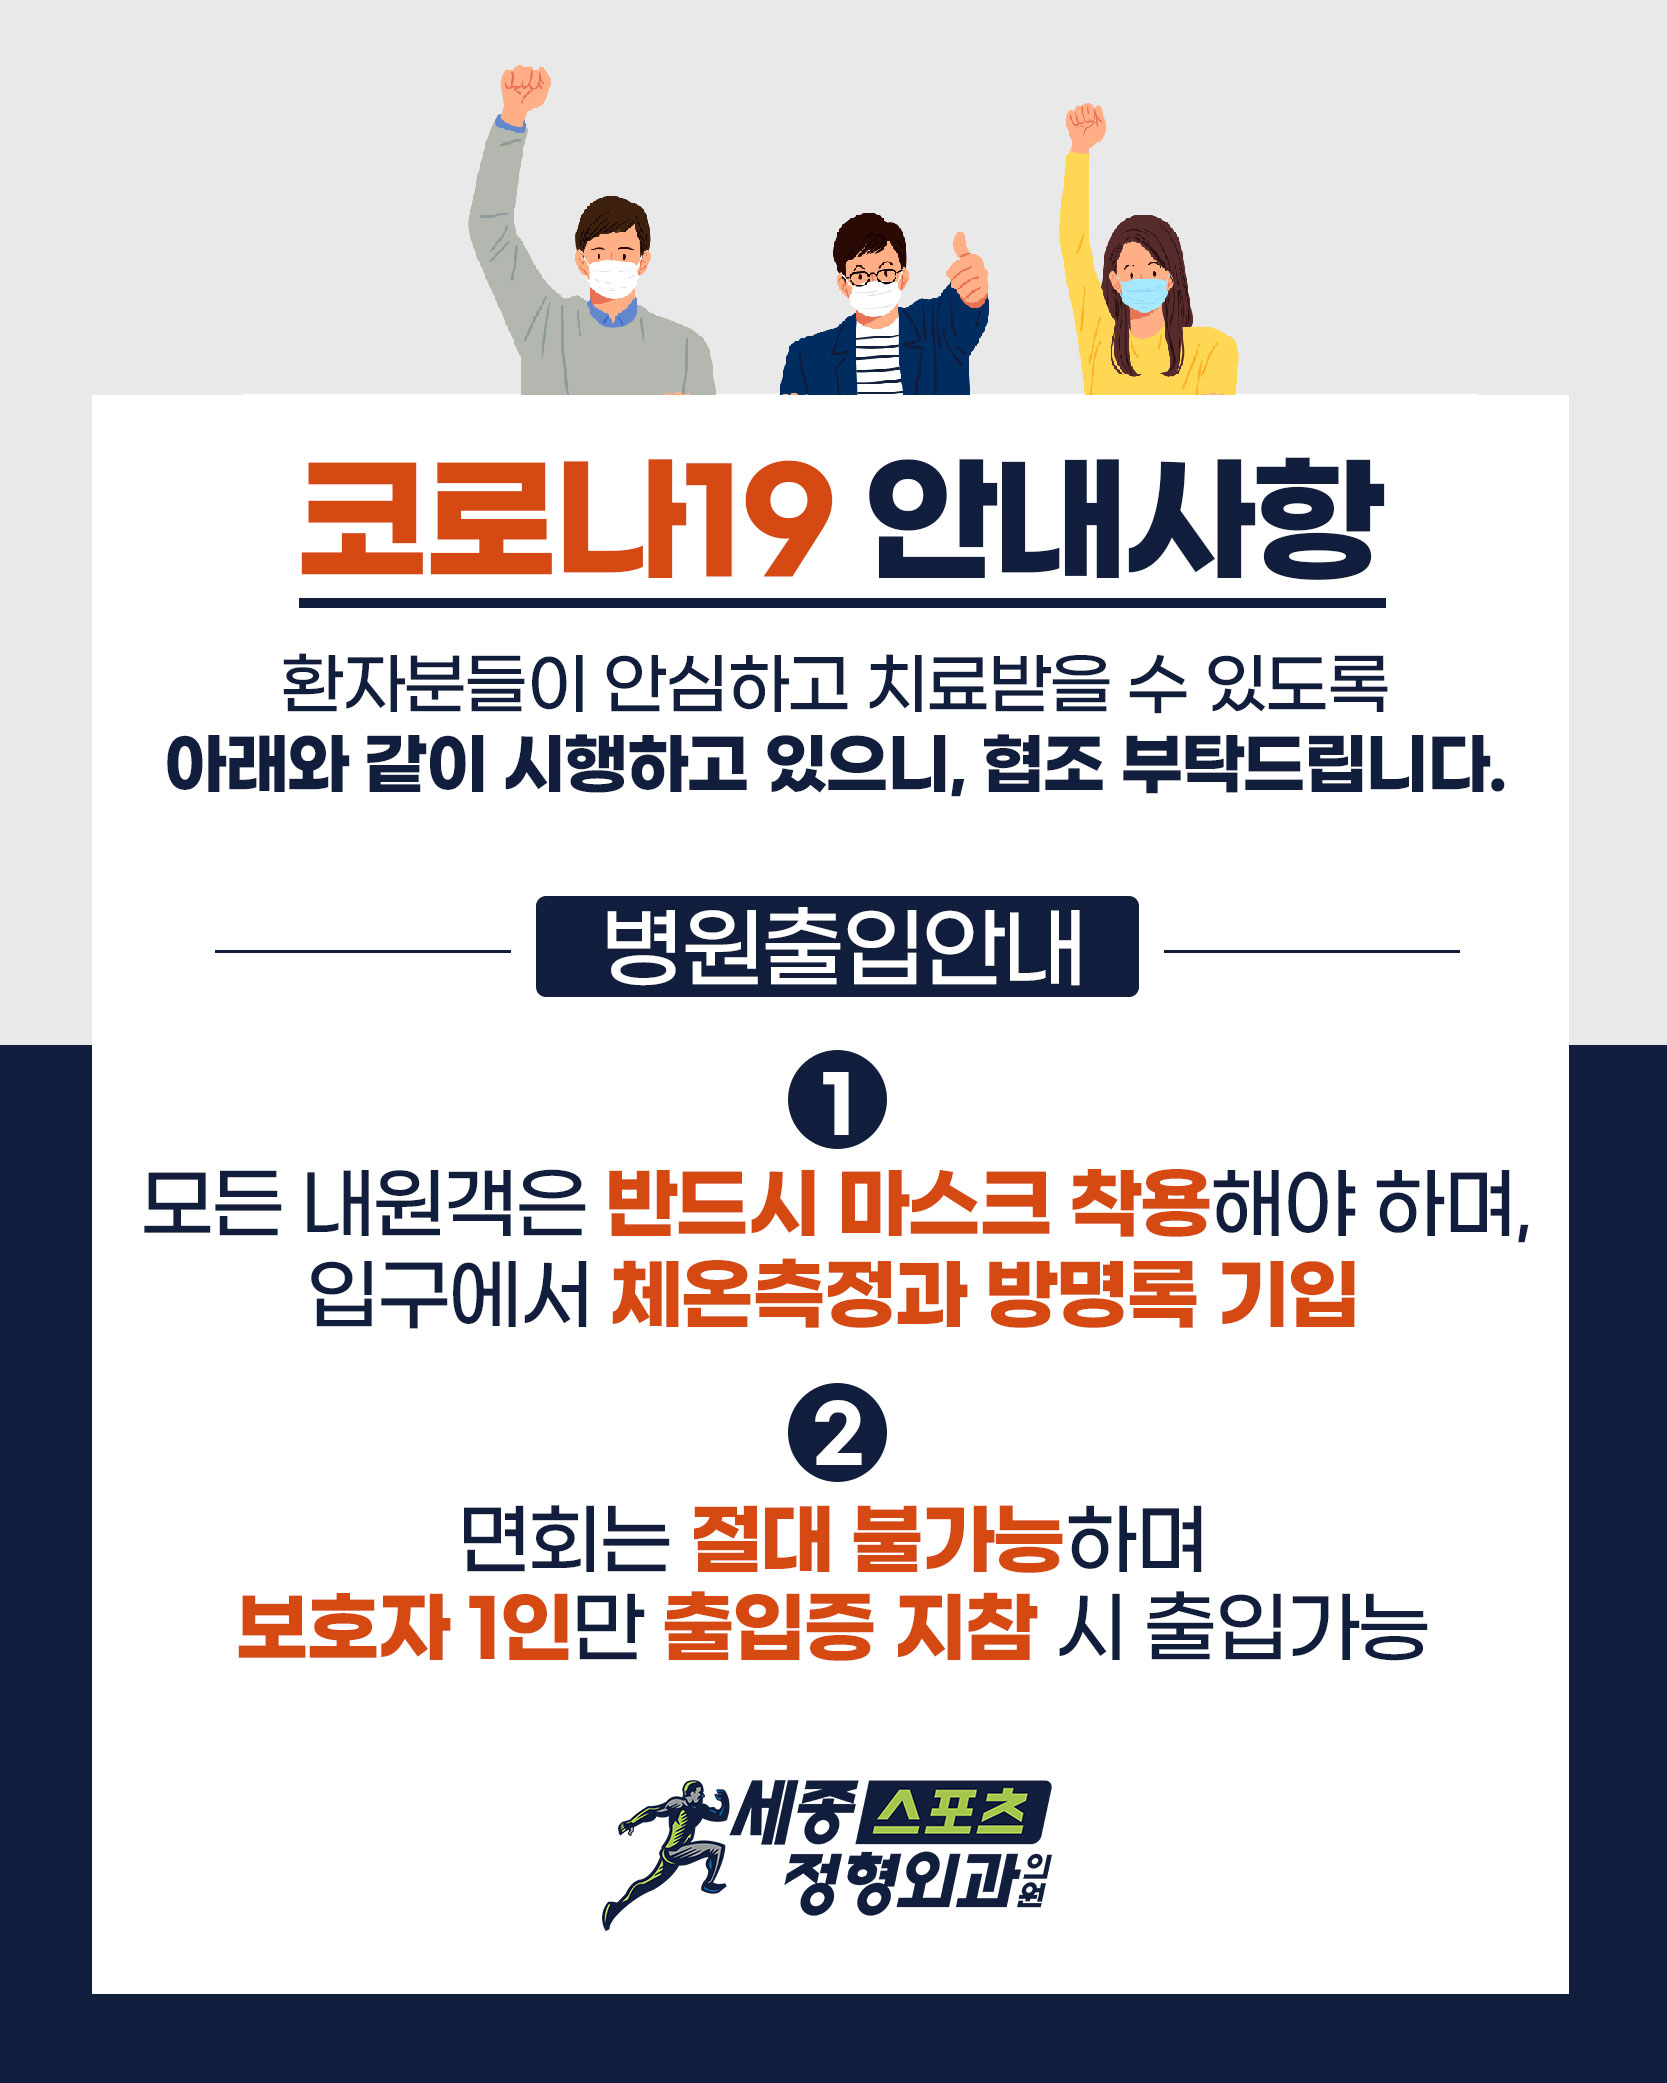 코로나19 안내사항
환자분들이 안심하고 치료받을 수 있도록
아래와 같이 시행하고 있으니, 협조 부탁드립니다.
병원출입안내
1
모든 내원객은 반드시 마스크 착용해야 하며,
입구에서 체온측정과 방명록 기입
2
면회는 절대 불가능하며
보호자 1인만 출입증 지참 시 출입가능
세종 스포츠
정형외과의원